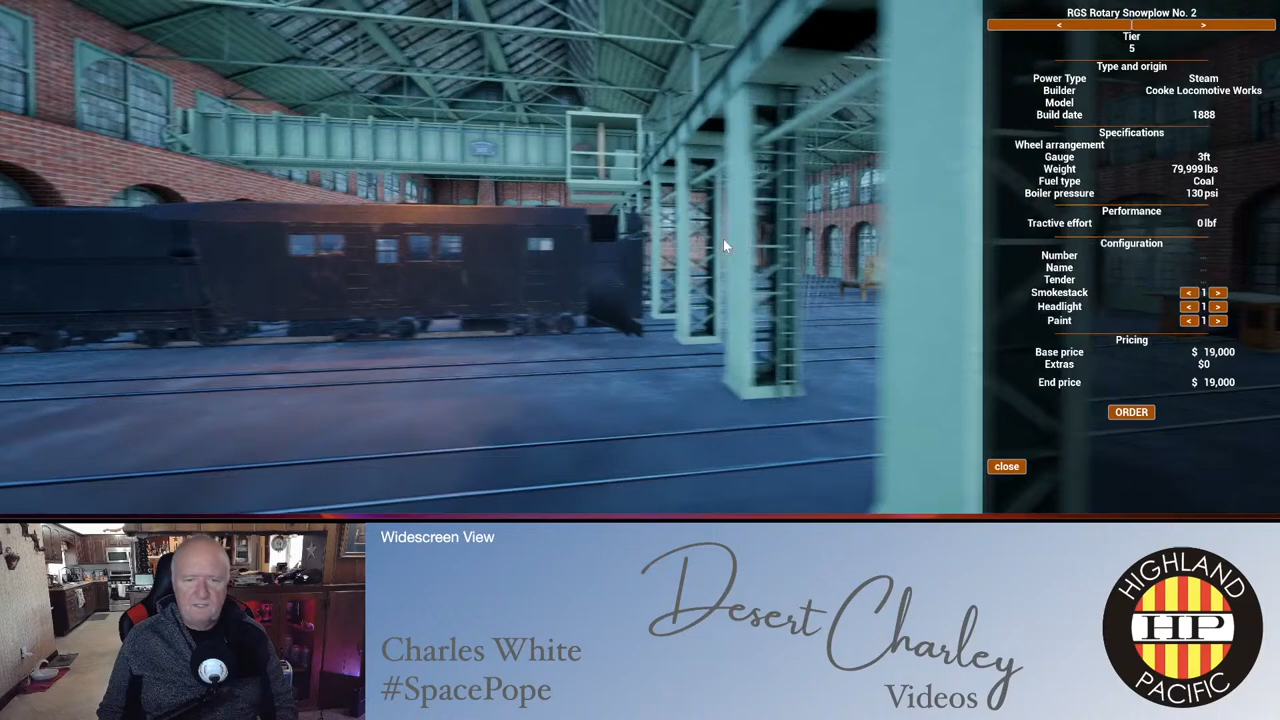 RGS Rotary Snowplow No. 2
< >
Tier
5
Type and origin
Power Type Steam
Builder Cooke Locomotive Works
Model
Build date 1888
Specifications
Wheel arrangement
Gauge 3ft
Weight 79,999 lbs
Fuel type Coal
Boiler pressure 130 psi
Performance
Tractive effort 0 lbf
Configuration
Number ...
Name ...
Tender
Smokestack < 1 >
Headlight < 1 >
Paint < 1 >
Pricing
Base price $ 19,000
Extras $0
End price $ 19,000
ORDER
close
Widescreen View
Desert Charley
Videos
Charles White
#SpacePope
HIGHLAND
HP
PACIFIC